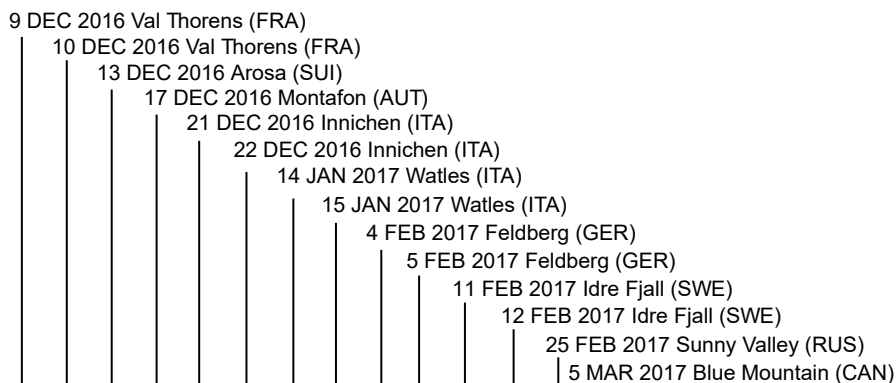 9 DEC 2016 Val Thorens (FRA)
10 DEC 2016 Val Thorens (FRA)
13 DEC 2016 Arosa (SUI)
17 DEC 2016 Montafon (AUT)
21 DEC 2016 Innichen (ITA)
22 DEC 2016 Innichen (ITA)
14 JAN 2017 Watles (ITA)
15 JAN 2017 Watles (ITA)
4 FEB 2017 Feldberg (GER)
5 FEB 2017 Feldberg (GER)
11 FEB 2017 Idre Fjall (SWE)
12 FEB 2017 Idre Fjall (SWE)
25 FEB 2017 Sunny Valley (RUS)
5 MAR 2017 Blue Mountain (CAN)